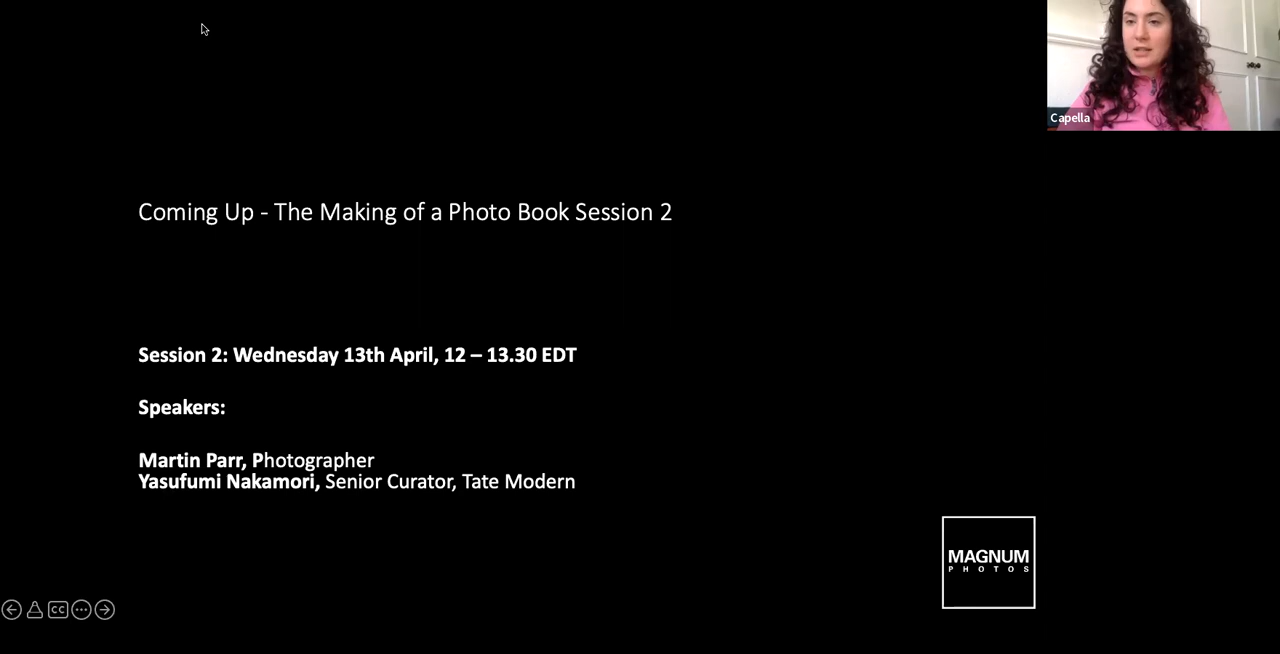 Capella
Coming Up - The Making of a Photo Book Session 2
Session 2: Wednesday 13th April, 12 – 13.30 EDT
Speakers:
Martin Parr, Photographer
Yasufumi Nakamori, Senior Curator, Tate Modern
MAGNUM
PHOTOS
CC